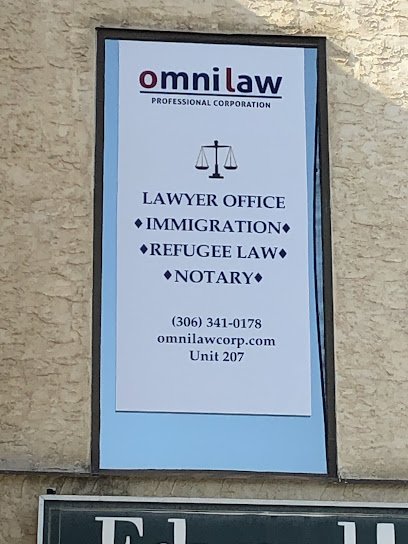 omnilaw
PROFESSIONAL CORPORATION
LAWYER OFFICE
♦IMMIGRATION♦
♦REFUGEE LAW♦
♦NOTARY♦
(306) 341-0178
omnilawcorp.com
Unit 207